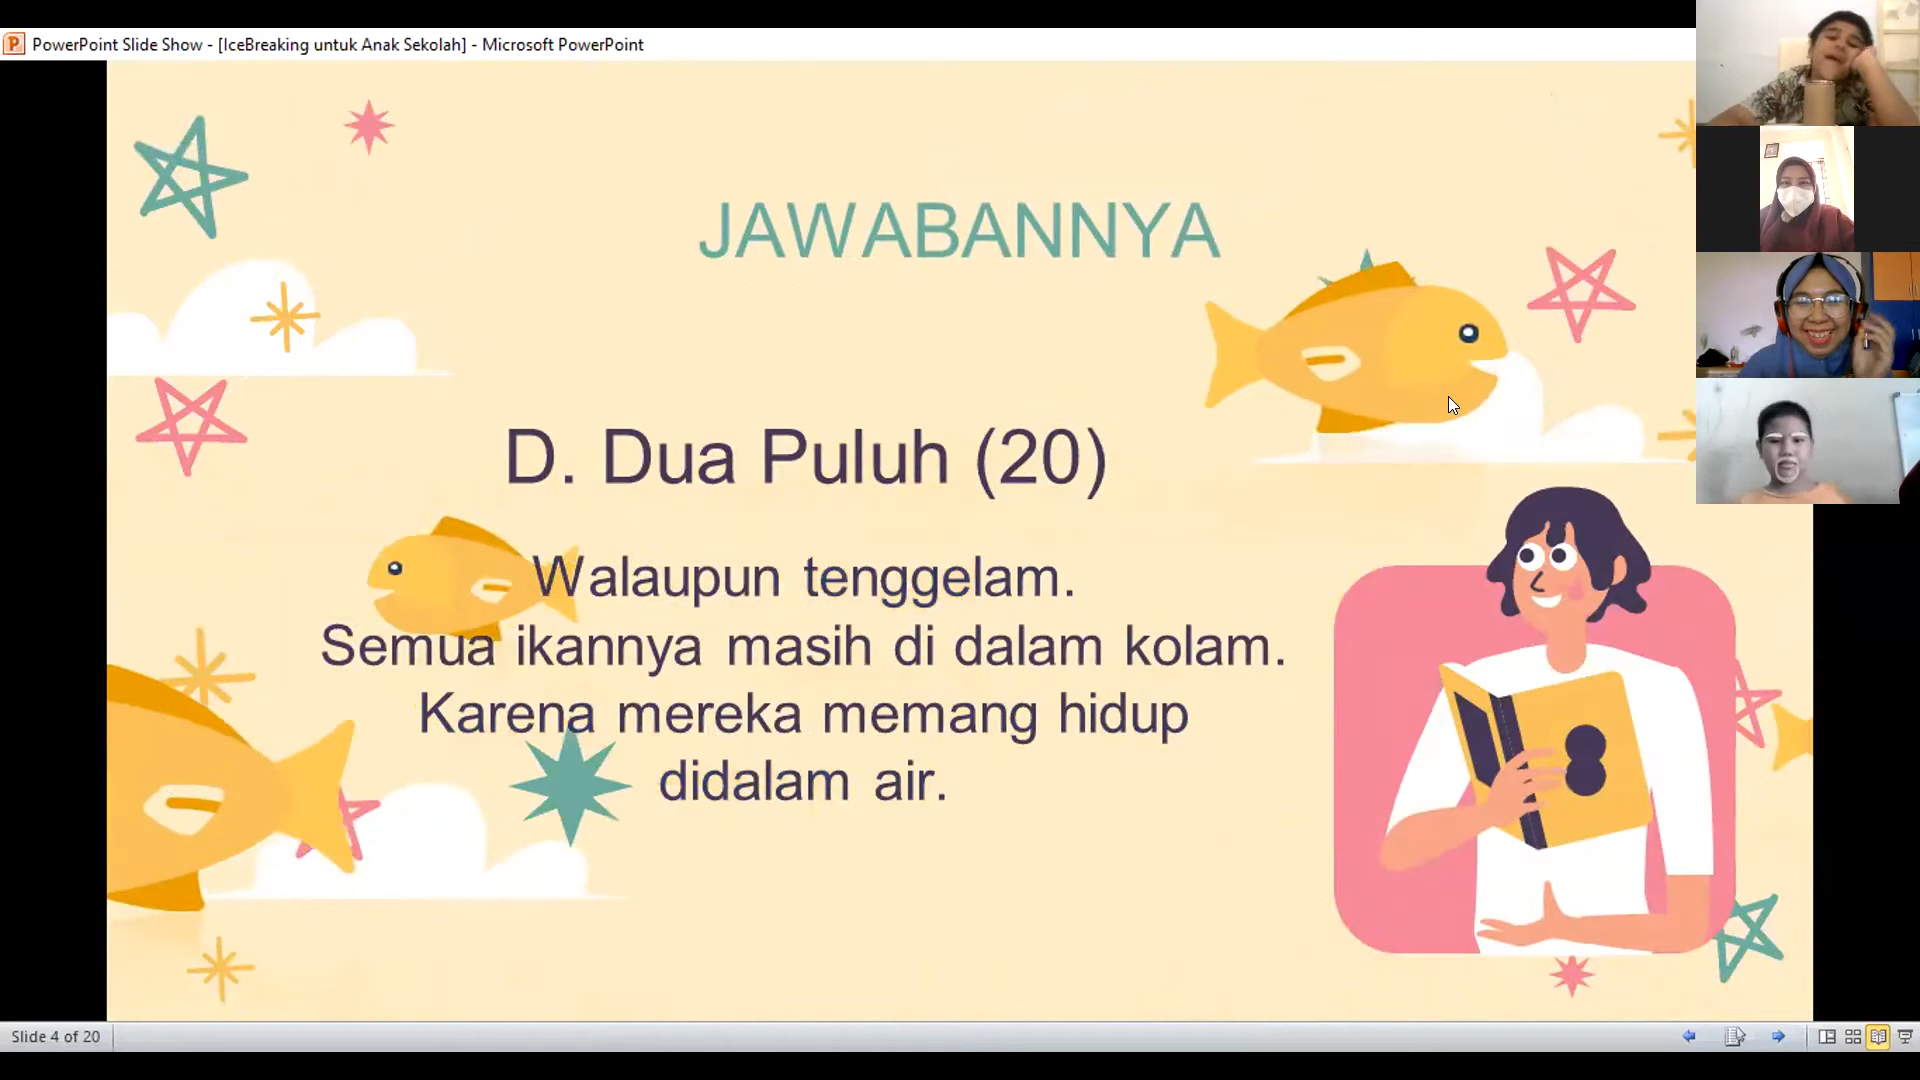 PowerPoint Slide Show - [IceBreaking untuk Anak Sekolah] - Microsoft PowerPoint
JAWABANNYA
D. Dua Puluh (20)
Walaupun tenggelam.
Semua ikannya masih di dalam kolam.
Karena mereka memang hidup
didalam air.
Slide 4 of 20